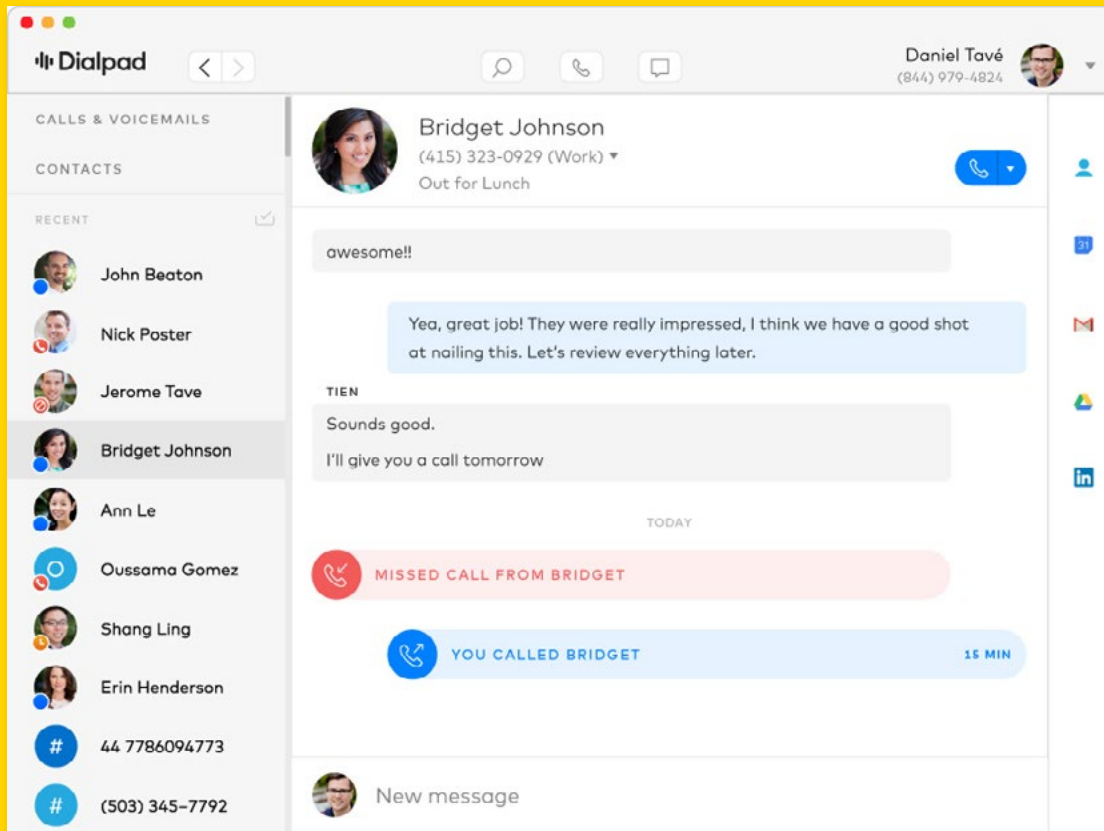 Dialpad
Daniel Tavé
(844) 979-4824
CALLS & VOICEMAILS
CONTACTS
RECENT
John Beaton
Nick Poster
Jerome Tave
Bridget Johnson
Ann Le
O
Oussama Gomez
Shang Ling
Erin Henderson
#
44 7786094773
#
(503) 345-7792
Bridget Johnson
(415) 323-0929 (Work)
Out for Lunch
awesome!!
Yea, great job! They were really impressed, I think we have a good shot
at nailing this. Let's review everything later.
TIEN
Sounds good.
I'll give you a call tomorrow
TODAY
MISSED CALL FROM BRIDGET
YOU CALLED BRIDGET
15 MIN
New message
31
in